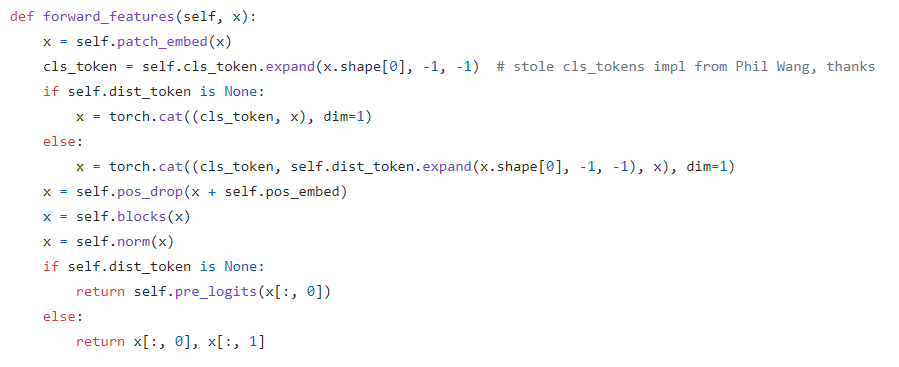 def forward_features(self, x):
    x = self.patch_embed(x)
    cls_token = self.cls_token.expand(x.shape[0], -1, -1)  # stole cls_tokens impl from Phil Wang, thanks
    if self.dist_token is None:
        x = torch.cat((cls_token, x), dim=1)
    else:
        x = torch.cat((cls_token, self.dist_token.expand(x.shape[0], -1, -1), x), dim=1)
    x = self.pos_drop(x + self.pos_embed)
    x = self.blocks(x)
    x = self.norm(x)
    if self.dist_token is None:
        return self.pre_logits(x[:, 0])
    else:
        return x[:, 0], x[:, 1]